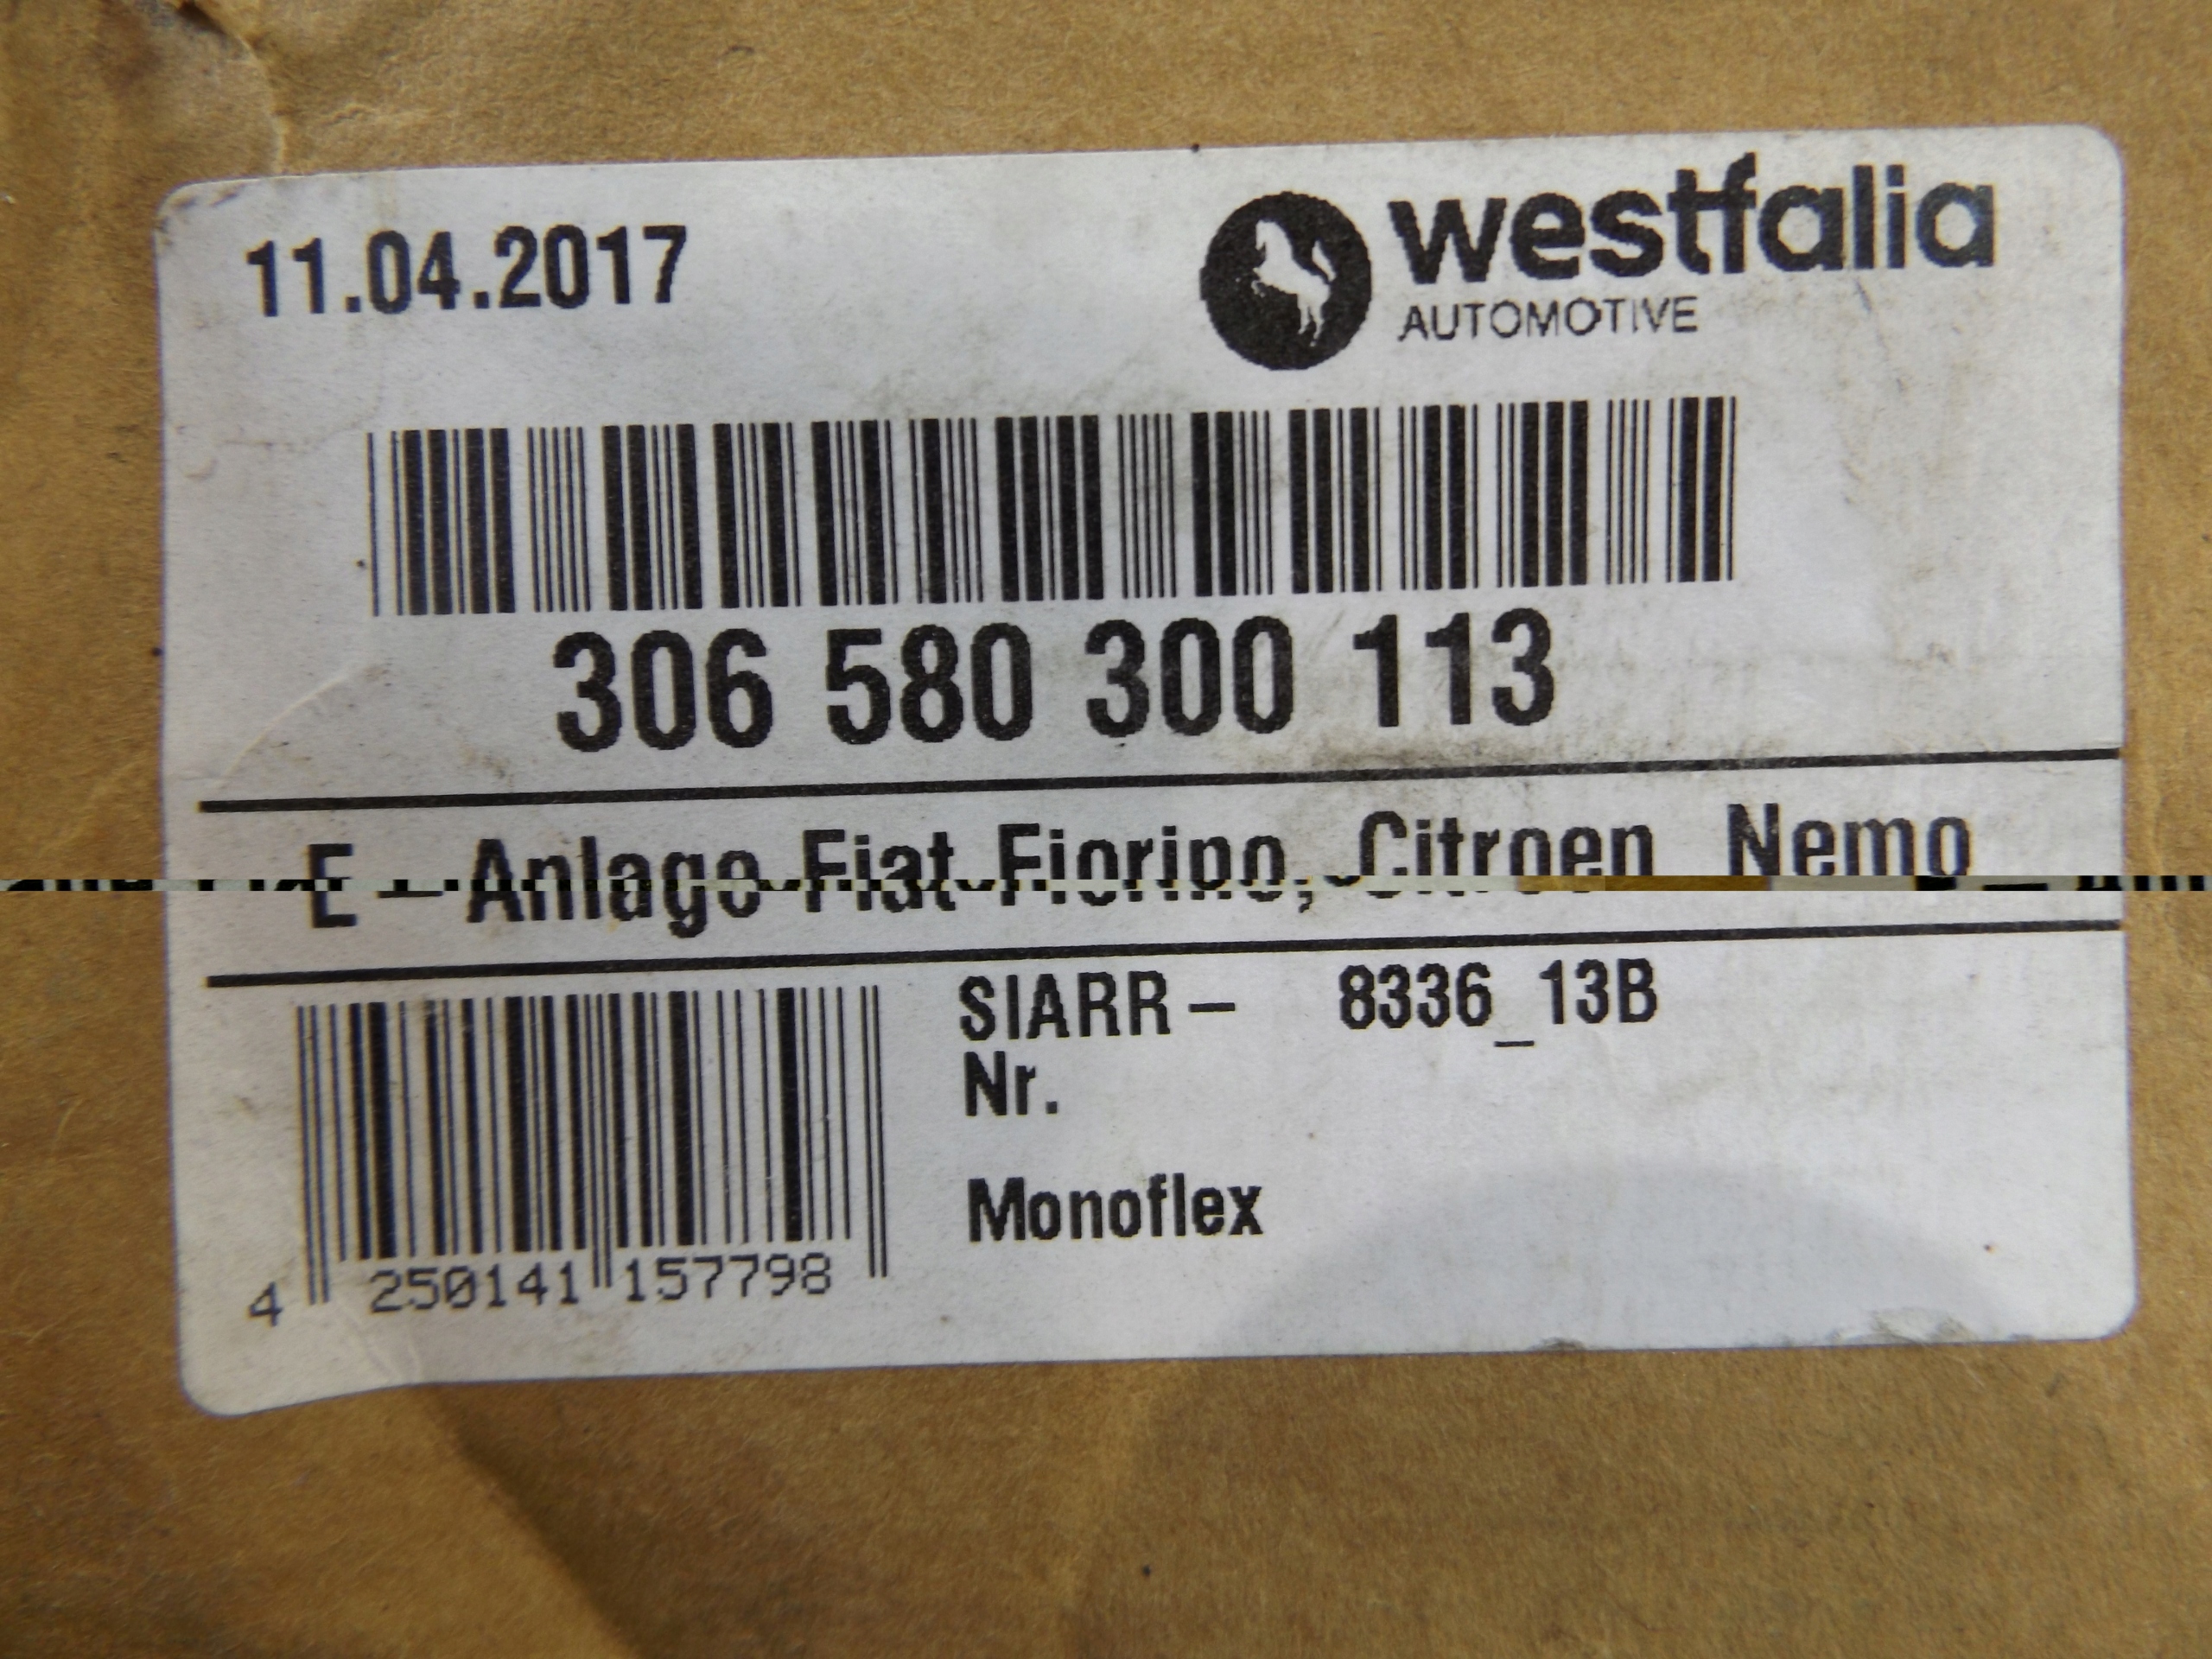 11.04.2017
westfalia
AUTOMOTIVE
306 580 300 113
E - Anlage Fiat Fiorino, Citroen Nemo
SIARR - 8336_13B
Nr.
Monoflex
4 250141 157798